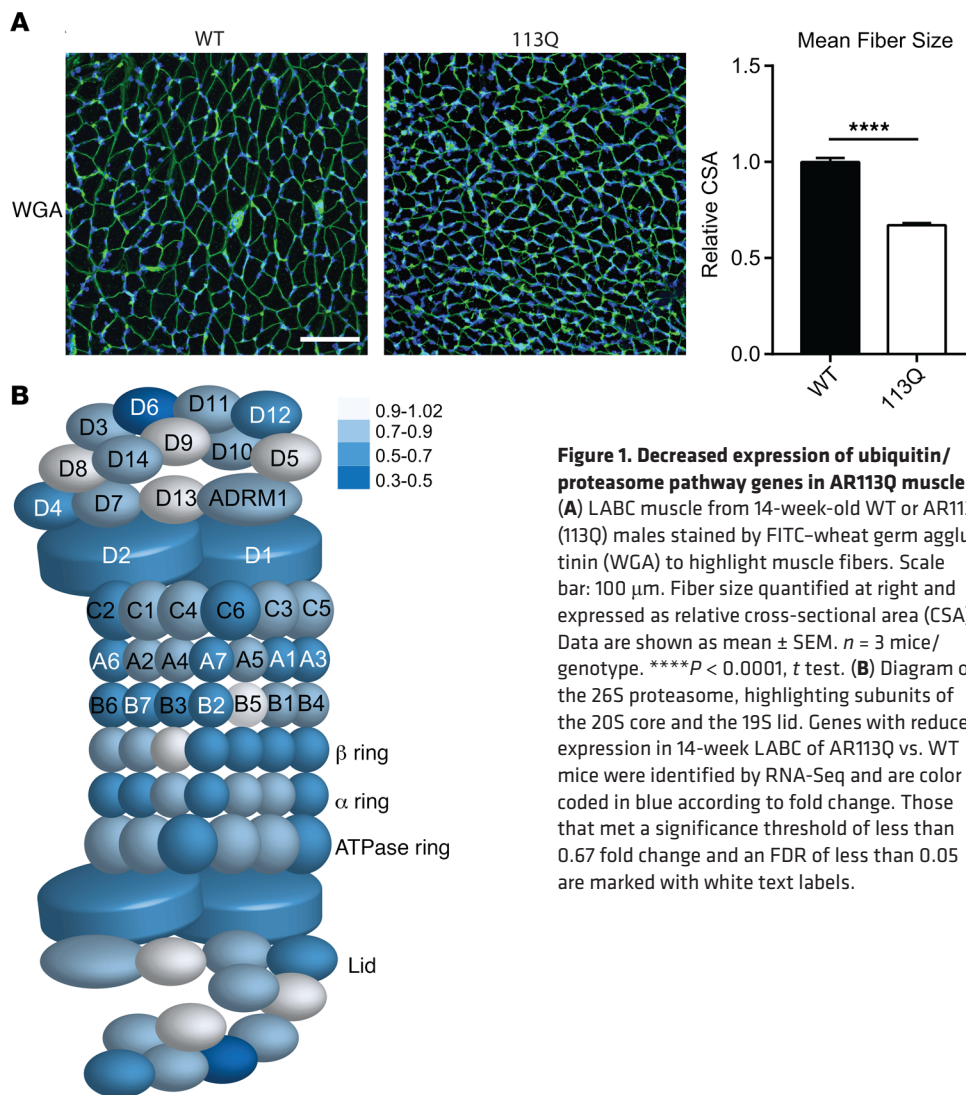 A
WT
113Q
WGA
Mean Fiber Size
1.5
1.0
0.5
0.0
Relative CSA
****
WT
113Q
B
D6
D11
D12
D3
D9
D10
D5
D8
D14
D4
D7
D13
ADRM1
D2
D1
C2
C1
C4
C6
C3
C5
A6
A2
A4
A7
A5
A1
A3
B6
B7
B3
B2
B5
B1
B4
β ring
α ring
ATPase ring
Lid
0.9-1.02
0.7-0.9
0.5-0.7
0.3-0.5
Figure 1. Decreased expression of ubiquitin/
proteasome pathway genes in AR113Q muscle
(A) LABC muscle from 14-week-old WT or AR113
(113Q) males stained by FITC–wheat germ agglu
tinin (WGA) to highlight muscle fibers. Scale
bar: 100 μm. Fiber size quantified at right and
expressed as relative cross-sectional area (CSA)
Data are shown as mean ± SEM. n = 3 mice/
genotype. ****P < 0.0001, t test. (B) Diagram o
the 26S proteasome, highlighting subunits of
the 20S core and the 19S lid. Genes with reduce
expression in 14-week LABC of AR113Q vs. WT
mice were identified by RNA-Seq and are color
coded in blue according to fold change. Those
that met a significance threshold of less than
0.67 fold change and an FDR of less than 0.05
are marked with white text labels.